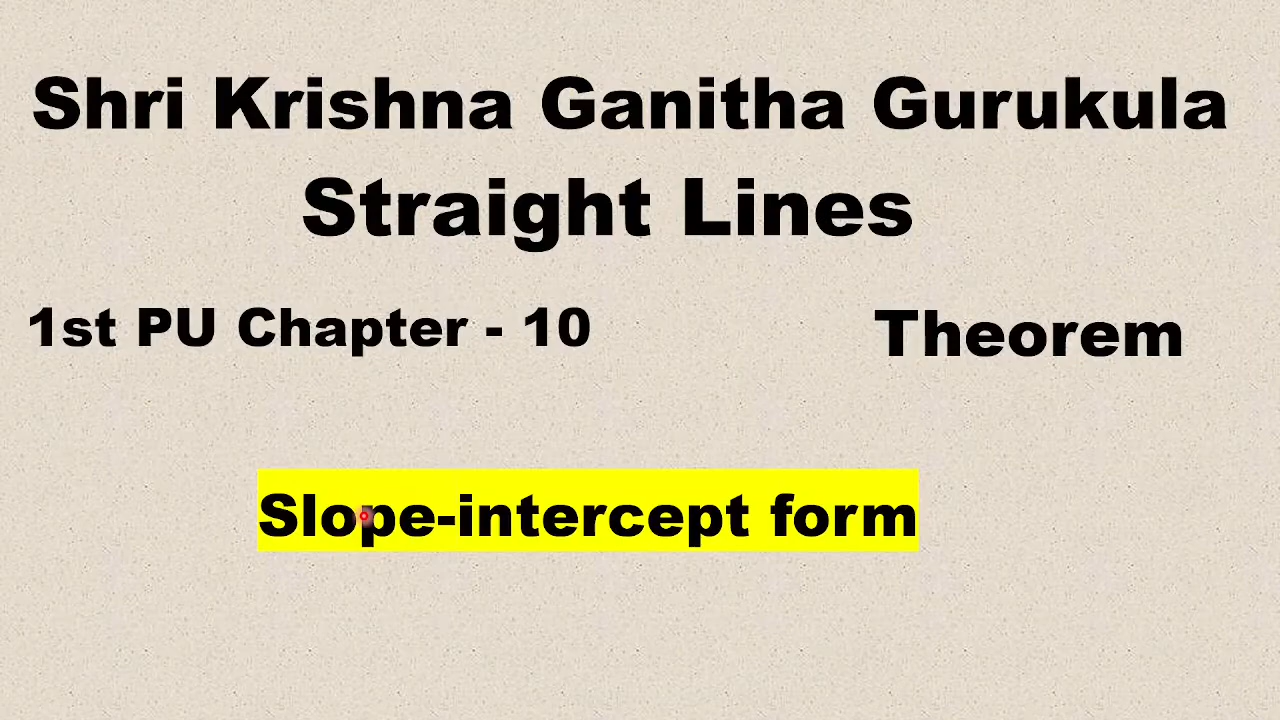 Shri Krishna Ganitha Gurukula
Straight Lines
1st PU Chapter - 10 Theorem
Slope-intercept form